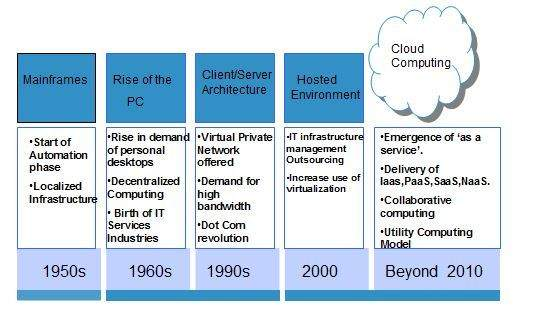 Mainframes
Rise of the
PC
Client/Server
Architecture
Hosted
Environment
Cloud
Computing
•Start of
Automation
phase
•Localized
Infrastructure
•Rise in demand
of personal
desktops
•Decentralized
Computing
• Birth of IT
Services
Industries
•Virtual Private
Network
offered
•Demand for
high
bandwidth
•Dot Com
revolution
•IT infrastructure
management
Outsourcing
•Increase use of
virtualization
•Emergence of ‘as a
service’.
•Delivery of
Iaas,PaaS,SaaS,NaaS.
•Collaborative
computing
•Utility Computing
Model
1950s
1960s
1990s
2000
Beyond 2010